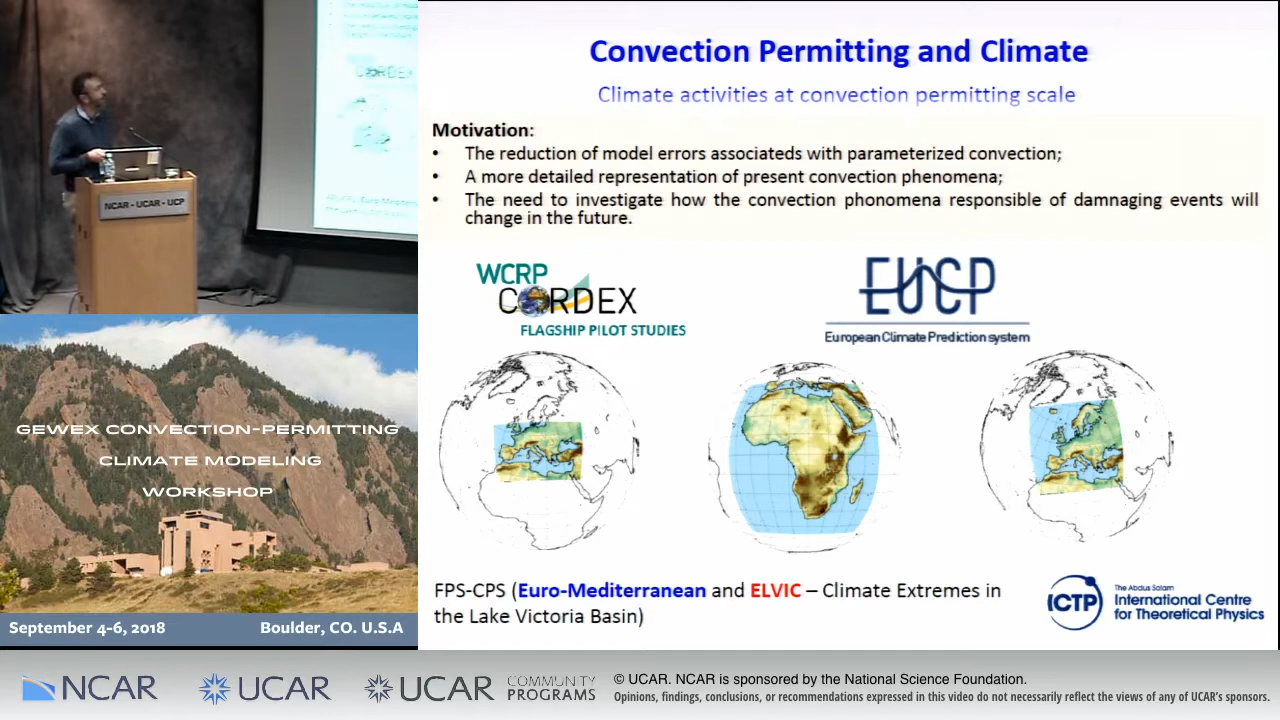 Convection Permitting and Climate
Climate activities at convection permitting scale
Motivation:
• The reduction of model errors associateds with parameterized convection;
• A more detailed representation of present convection phenomena;
• The need to investigate how the convection phonomena responsible of damnaging events will
change in the future.
WCRP
CORDEX
FLAGSHIP PILOT STUDIES
EUCP
European Climate Prediction system
FPS-CPS (Euro-Mediterranean and ELVIC – Climate Extremes in
the Lake Victoria Basin)
ICTP
The Abdus Salam
International Centre
for Theoretical Physics
NCAR • UCAR • UCP
GEWEX CONVECTION-PERMITTING
CLIMATE MODELING
WORKSHOP
September 4-6, 2018
Boulder, CO. U.S.A
NCAR
UCAR
UCAR
COMMUNITY
PROGRAMS
© UCAR. NCAR is sponsored by the National Science Foundation.
Opinions, findings, conclusions, or recommendations expressed in this video do not necessarily reflect the views of any of UCAR's sponsors.